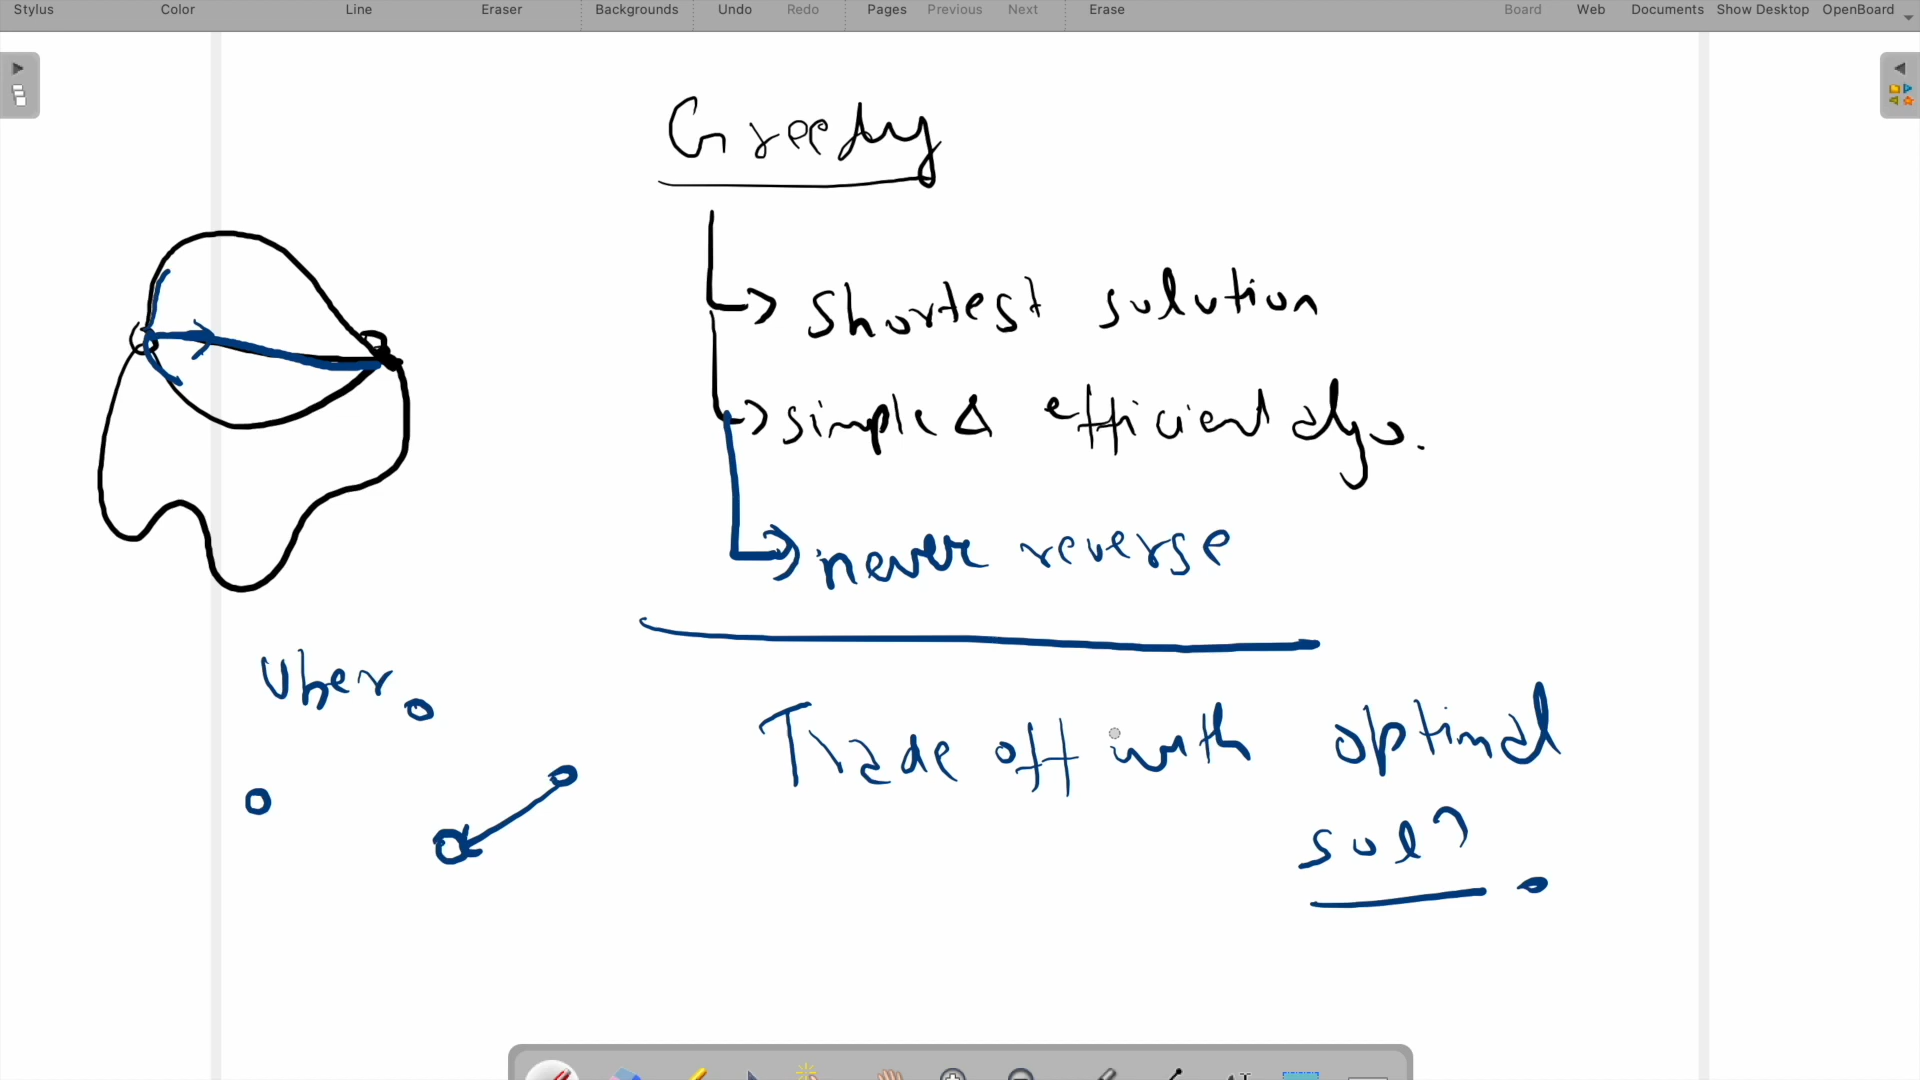 Stylus Color Line Eraser Backgrounds Undo Redo Pages Previous Next Erase Board Web Documents Show Desktop OpenBoard
Greedy
shortest solution
simple & efficient algo.
never reverse
Uber
Trade off with optimal
soln